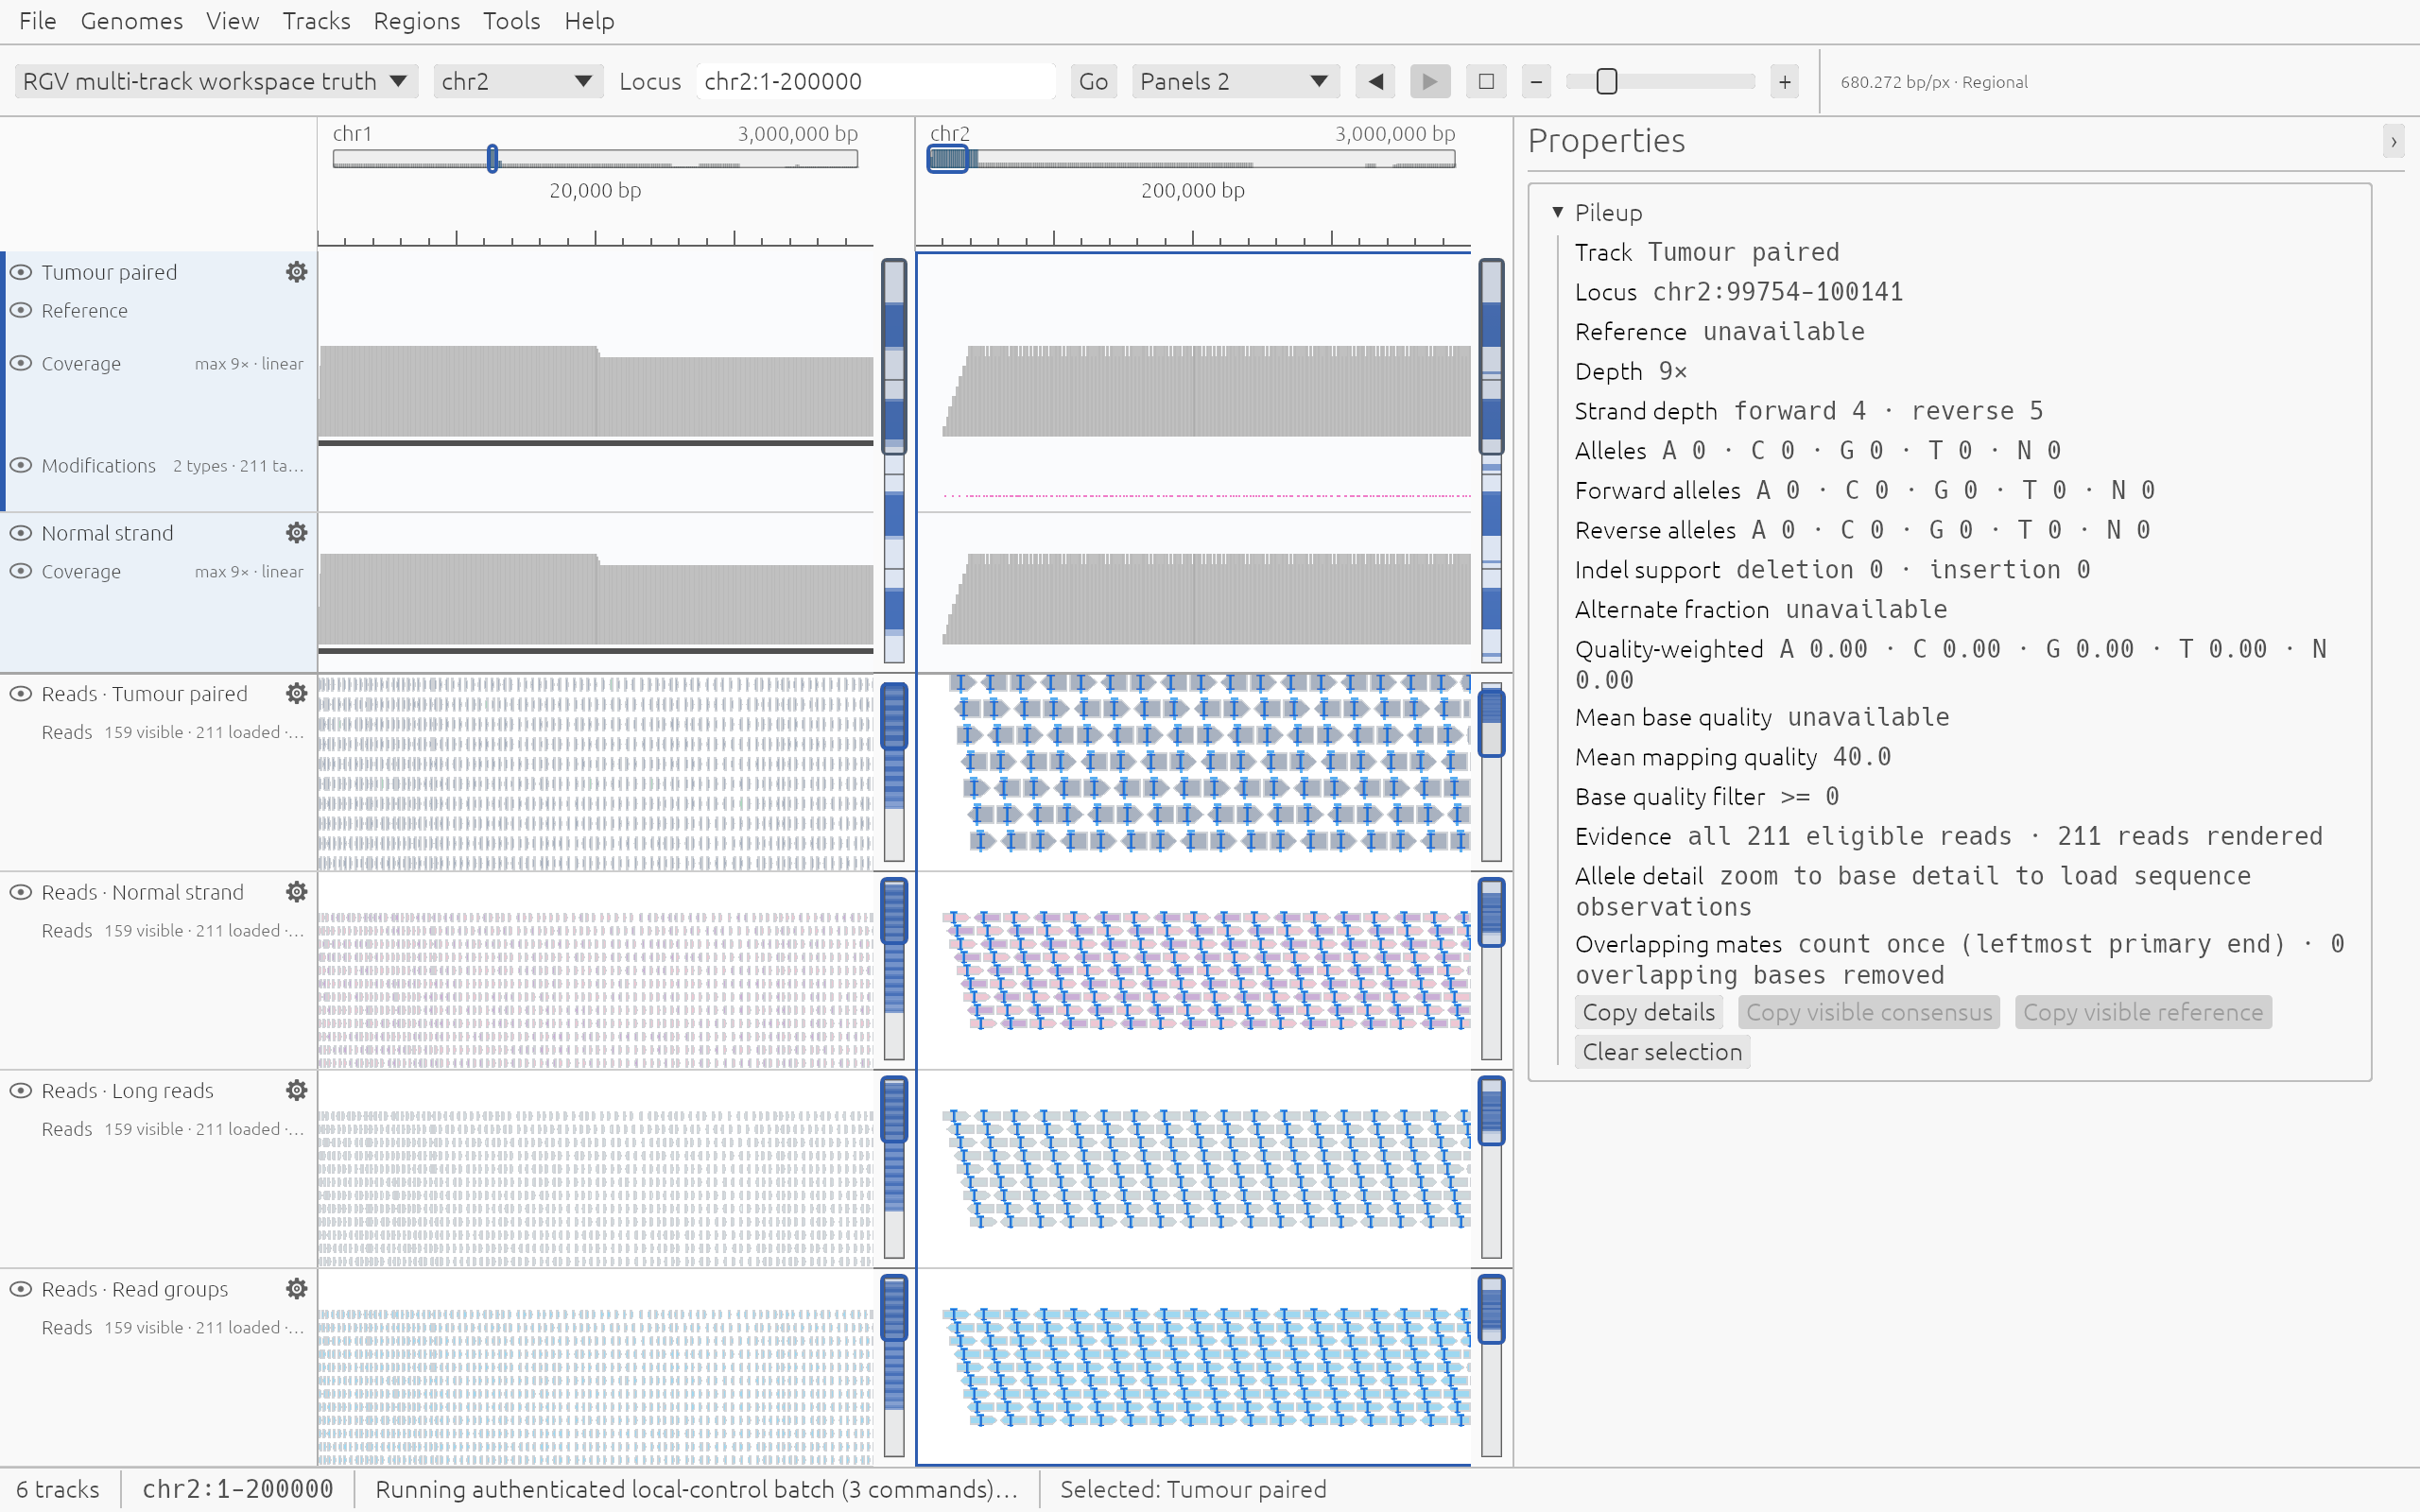 File Genomes View Tracks Regions Tools Help
RGV multi-track workspace truth chr2 Locus chr2:1-200000 Go Panels 2 − + 680.272 bp/px · Regional
chr1 3,000,000 bp
20,000 bp
chr2 3,000,000 bp
200,000 bp
Tumour paired
Reference
Coverage max 9× · linear
Modifications 2 types · 211 ta…
Normal strand
Coverage max 9× · linear
Reads · Tumour paired
Reads 159 visible · 211 loaded ·…
Reads · Normal strand
Reads 159 visible · 211 loaded ·…
Reads · Long reads
Reads 159 visible · 211 loaded ·…
Reads · Read groups
Reads 159 visible · 211 loaded ·…
Properties
Pileup
Track Tumour paired
Locus chr2:99754–100141
Reference unavailable
Depth 9×
Strand depth forward 4 · reverse 5
Alleles A 0 · C 0 · G 0 · T 0 · N 0
Forward alleles A 0 · C 0 · G 0 · T 0 · N 0
Reverse alleles A 0 · C 0 · G 0 · T 0 · N 0
Indel support deletion 0 · insertion 0
Alternate fraction unavailable
Quality-weighted A 0.00 · C 0.00 · G 0.00 · T 0.00 · N
0.00
Mean base quality unavailable
Mean mapping quality 40.0
Base quality filter >= 0
Evidence all 211 eligible reads · 211 reads rendered
Allele detail zoom to base detail to load sequence
observations
Overlapping mates count once (leftmost primary end) · 0
overlapping bases removed
Copy details Copy visible consensus Copy visible reference
Clear selection
6 tracks chr2:1–200000 Running authenticated local-control batch (3 commands)… Selected: Tumour paired